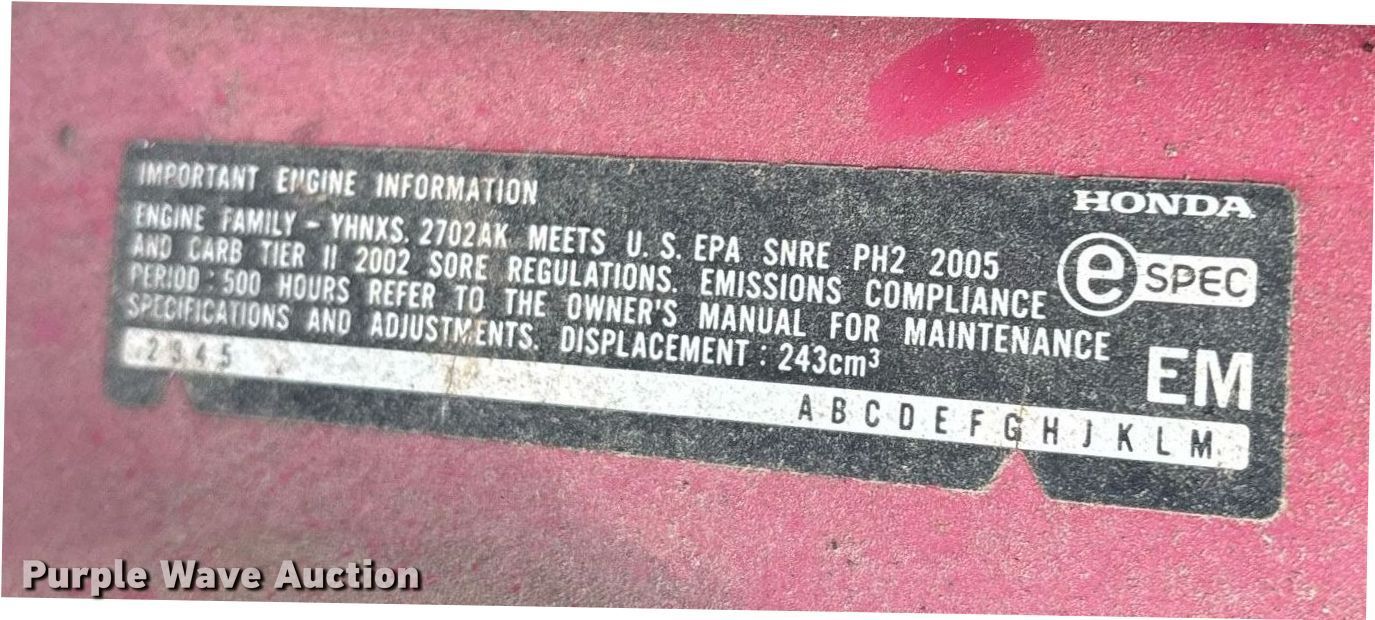 IMPORTANT ENGINE INFORMATION
ENGINE FAMILY - YHNXS. 2702AK MEETS U. S. EPA SNRE PH2 2005
AND CARB TIER II 2002 SORE REGULATIONS. EMISSIONS COMPLIANCE
PERIOD : 500 HOURS REFER TO THE OWNER'S MANUAL FOR MAINTENANCE
SPECIFICATIONS AND ADJUSTMENTS. DISPLACEMENT : 243cm³
HONDA
e SPEC
EM
2345
A B C D E F G H J K L M
Purple Wave Auction